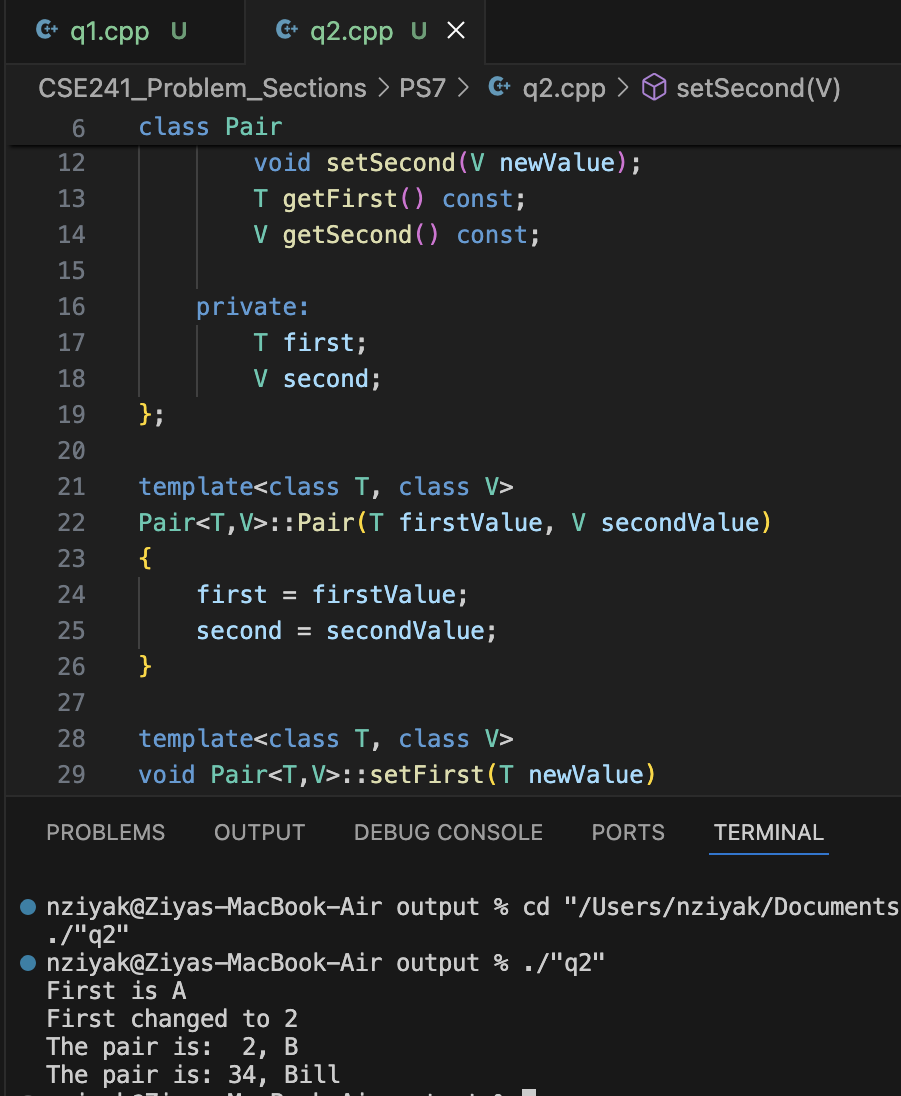 q1.cpp U q2.cpp U
CSE241_Problem_Sections > PS7 > q2.cpp > setSecond(V)
6 class Pair
12 void setSecond(V newValue);
13 T getFirst() const;
14 V getSecond() const;
15
16 private:
17 T first;
18 V second;
19 };
20
21 template<class T, class V>
22 Pair<T,V>::Pair(T firstValue, V secondValue)
23 {
24 first = firstValue;
25 second = secondValue;
26 }
27
28 template<class T, class V>
29 void Pair<T,V>::setFirst(T newValue)
PROBLEMS OUTPUT DEBUG CONSOLE PORTS TERMINAL
nziyak@Ziyas-MacBook-Air output % cd "/Users/nziyak/Documents
./"q2"
nziyak@Ziyas-MacBook-Air output % ./"q2"
First is A
First changed to 2
The pair is:  2, B
The pair is: 34, Bill